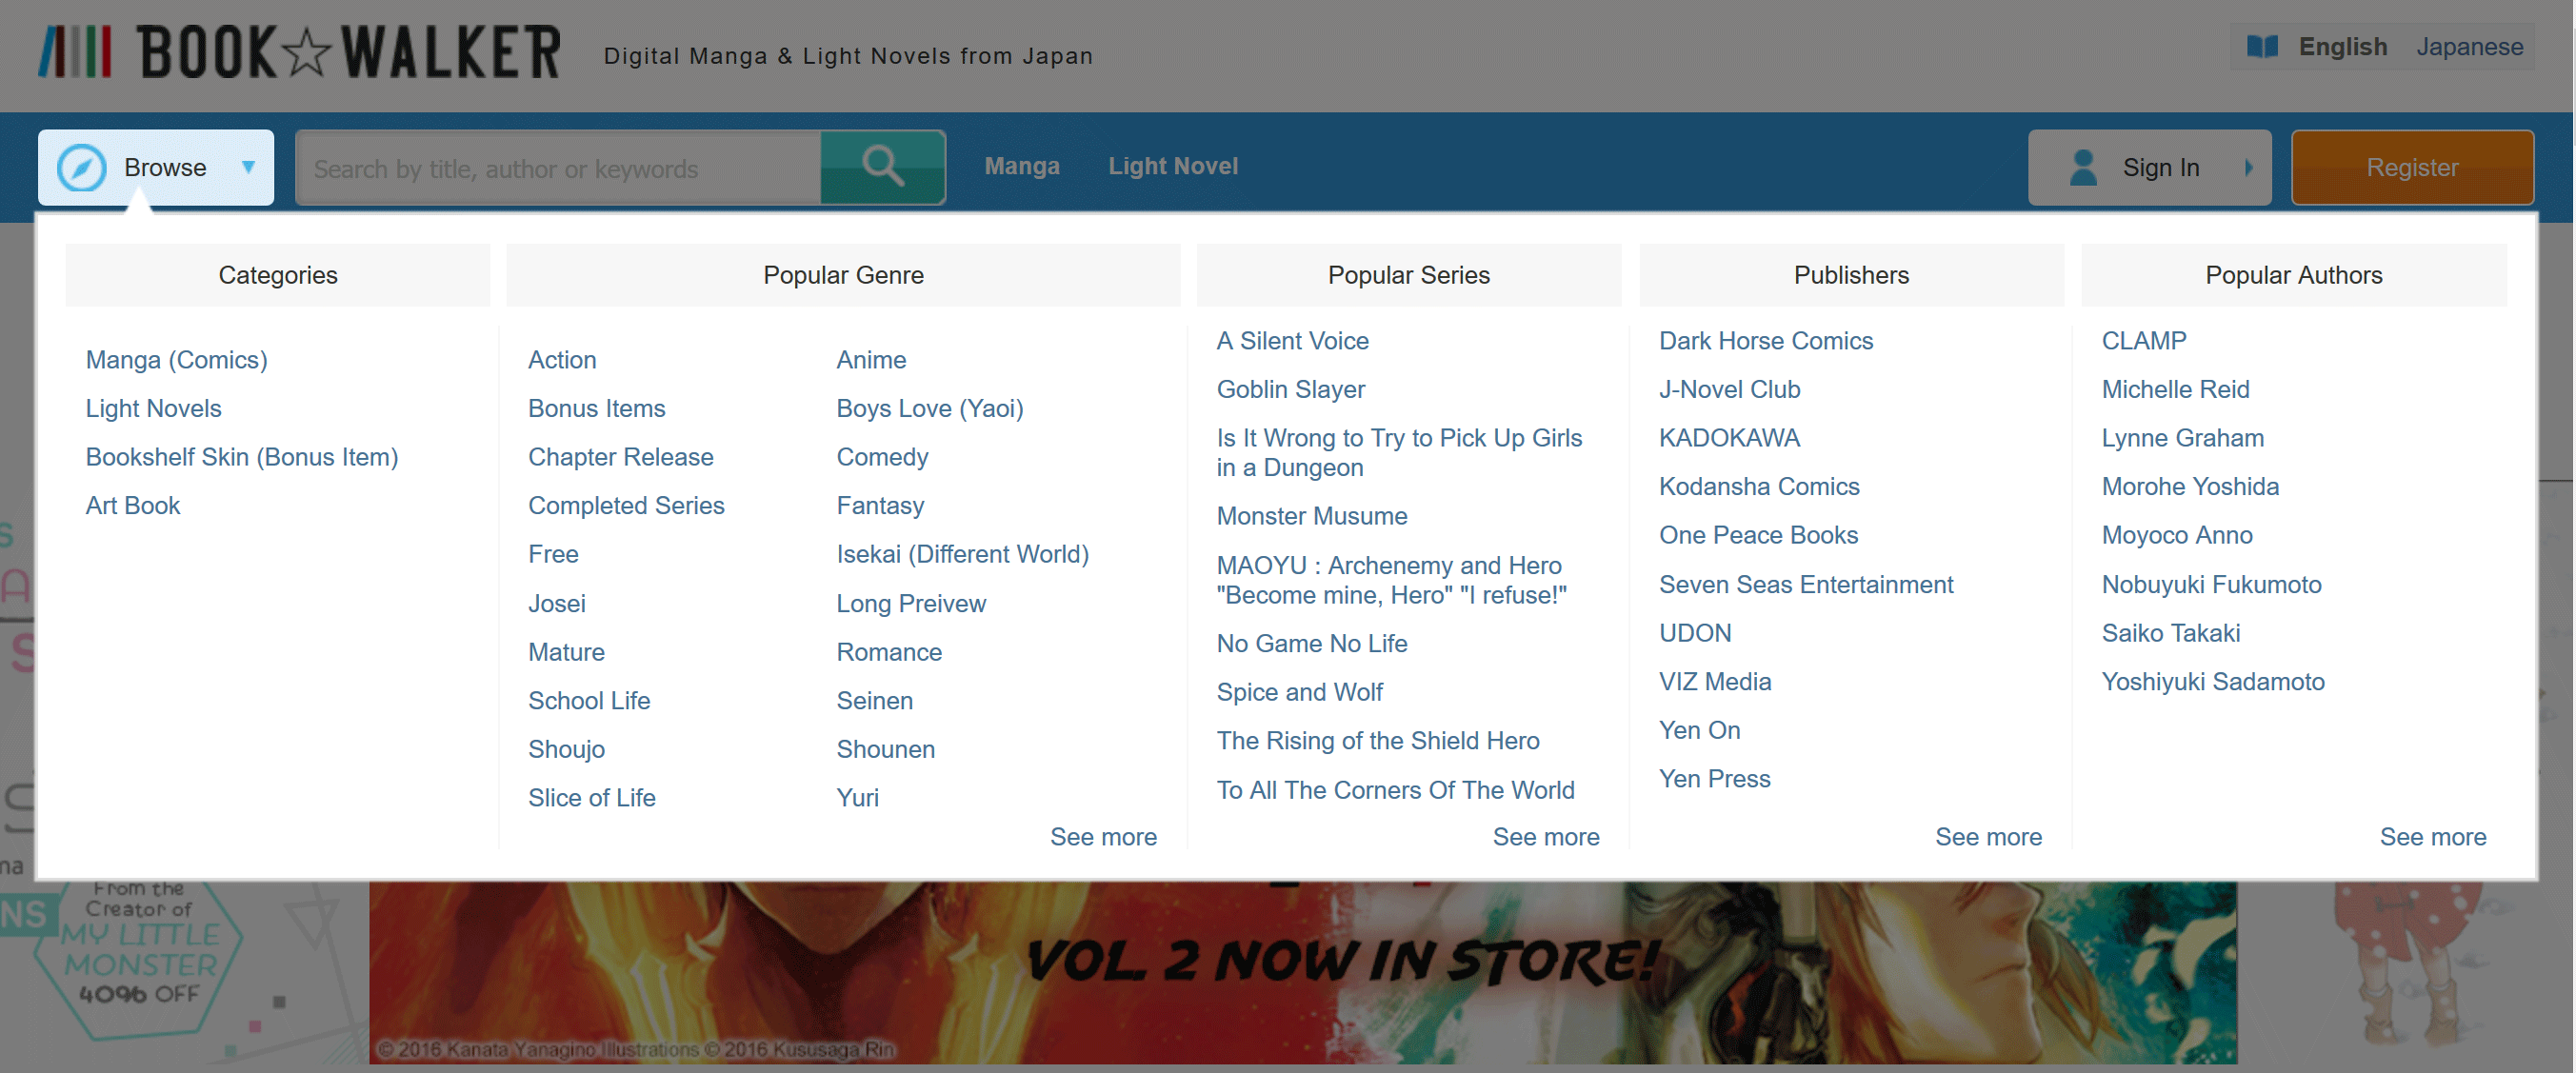 BOOK☆WALKER
Digital Manga & Light Novels from Japan
English Japanese
Browse
Search by title, author or keywords
Manga
Light Novel
Sign In
Register
Categories
Manga (Comics)
Light Novels
Bookshelf Skin (Bonus Item)
Art Book
Popular Genre
Action
Anime
Bonus Items
Boys Love (Yaoi)
Chapter Release
Comedy
Completed Series
Fantasy
Free
Isekai (Different World)
Josei
Long Preivew
Mature
Romance
School Life
Seinen
Shoujo
Shounen
Slice of Life
Yuri
See more
Popular Series
A Silent Voice
Goblin Slayer
Is It Wrong to Try to Pick Up Girls
in a Dungeon
Monster Musume
MAOYU : Archenemy and Hero
"Become mine, Hero" "I refuse!"
No Game No Life
Spice and Wolf
The Rising of the Shield Hero
To All The Corners Of The World
See more
Publishers
Dark Horse Comics
J-Novel Club
KADOKAWA
Kodansha Comics
One Peace Books
Seven Seas Entertainment
UDON
VIZ Media
Yen On
Yen Press
See more
Popular Authors
CLAMP
Michelle Reid
Lynne Graham
Morohe Yoshida
Moyoco Anno
Nobuyuki Fukumoto
Saiko Takaki
Yoshiyuki Sadamoto
See more
From the
Creator of
MY LITTLE
MONSTER
40% OFF
VOL. 2 NOW IN STORE!
© 2016 Kanata Yanagino Illustrations © 2016 Kususaga Rin